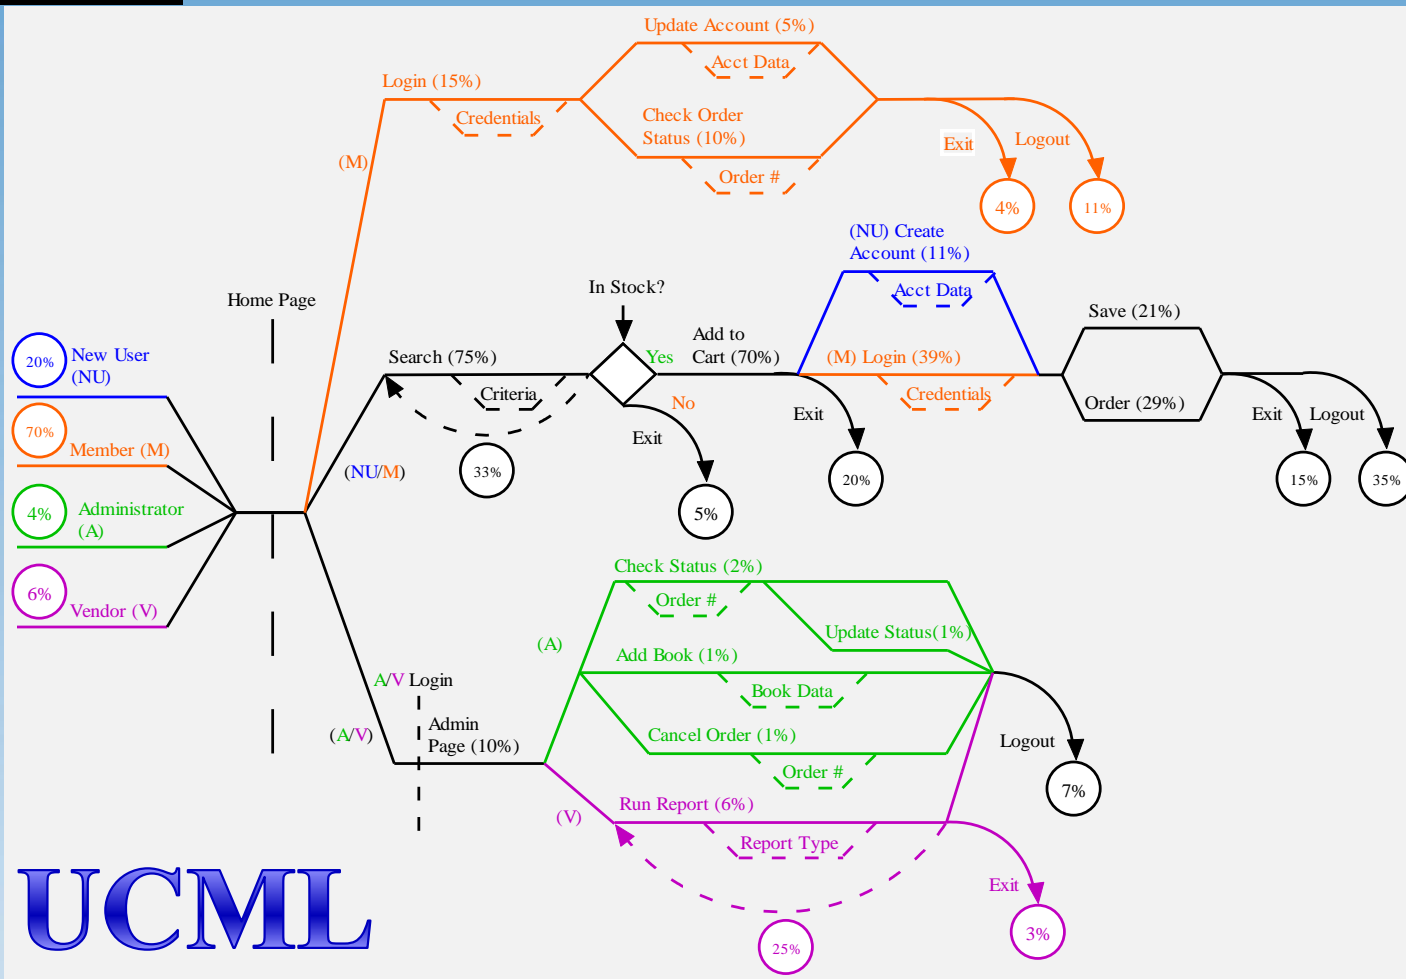 Update Account (5%)
Acct Data
Login (15%)
Credentials
Check Order
Status (10%)
Order #
Exit
Logout
(M)
4%
11%
(NU) Create
Account (11%)
Acct Data
In Stock?
Home Page
Save (21%)
Add to
Cart (70%)
Yes
Search (75%)
(M) Login (39%)
20%
New User
(NU)
Criteria
Credentials
No
Order (29%)
Exit
Exit
Exit
Logout
70%
Member (M)
(NU/M)
33%
20%
15%
35%
5%
4%
Administrator
(A)
6%
Vendor (V)
Check Status (2%)
Order #
Update Status(1%)
(A)
Add Book (1%)
Book Data
A/V Login
Admin
Page (10%)
(A/V)
Cancel Order (1%)
Order #
Logout
7%
Run Report (6%)
(V)
Report Type
Exit
3%
25%
UCML